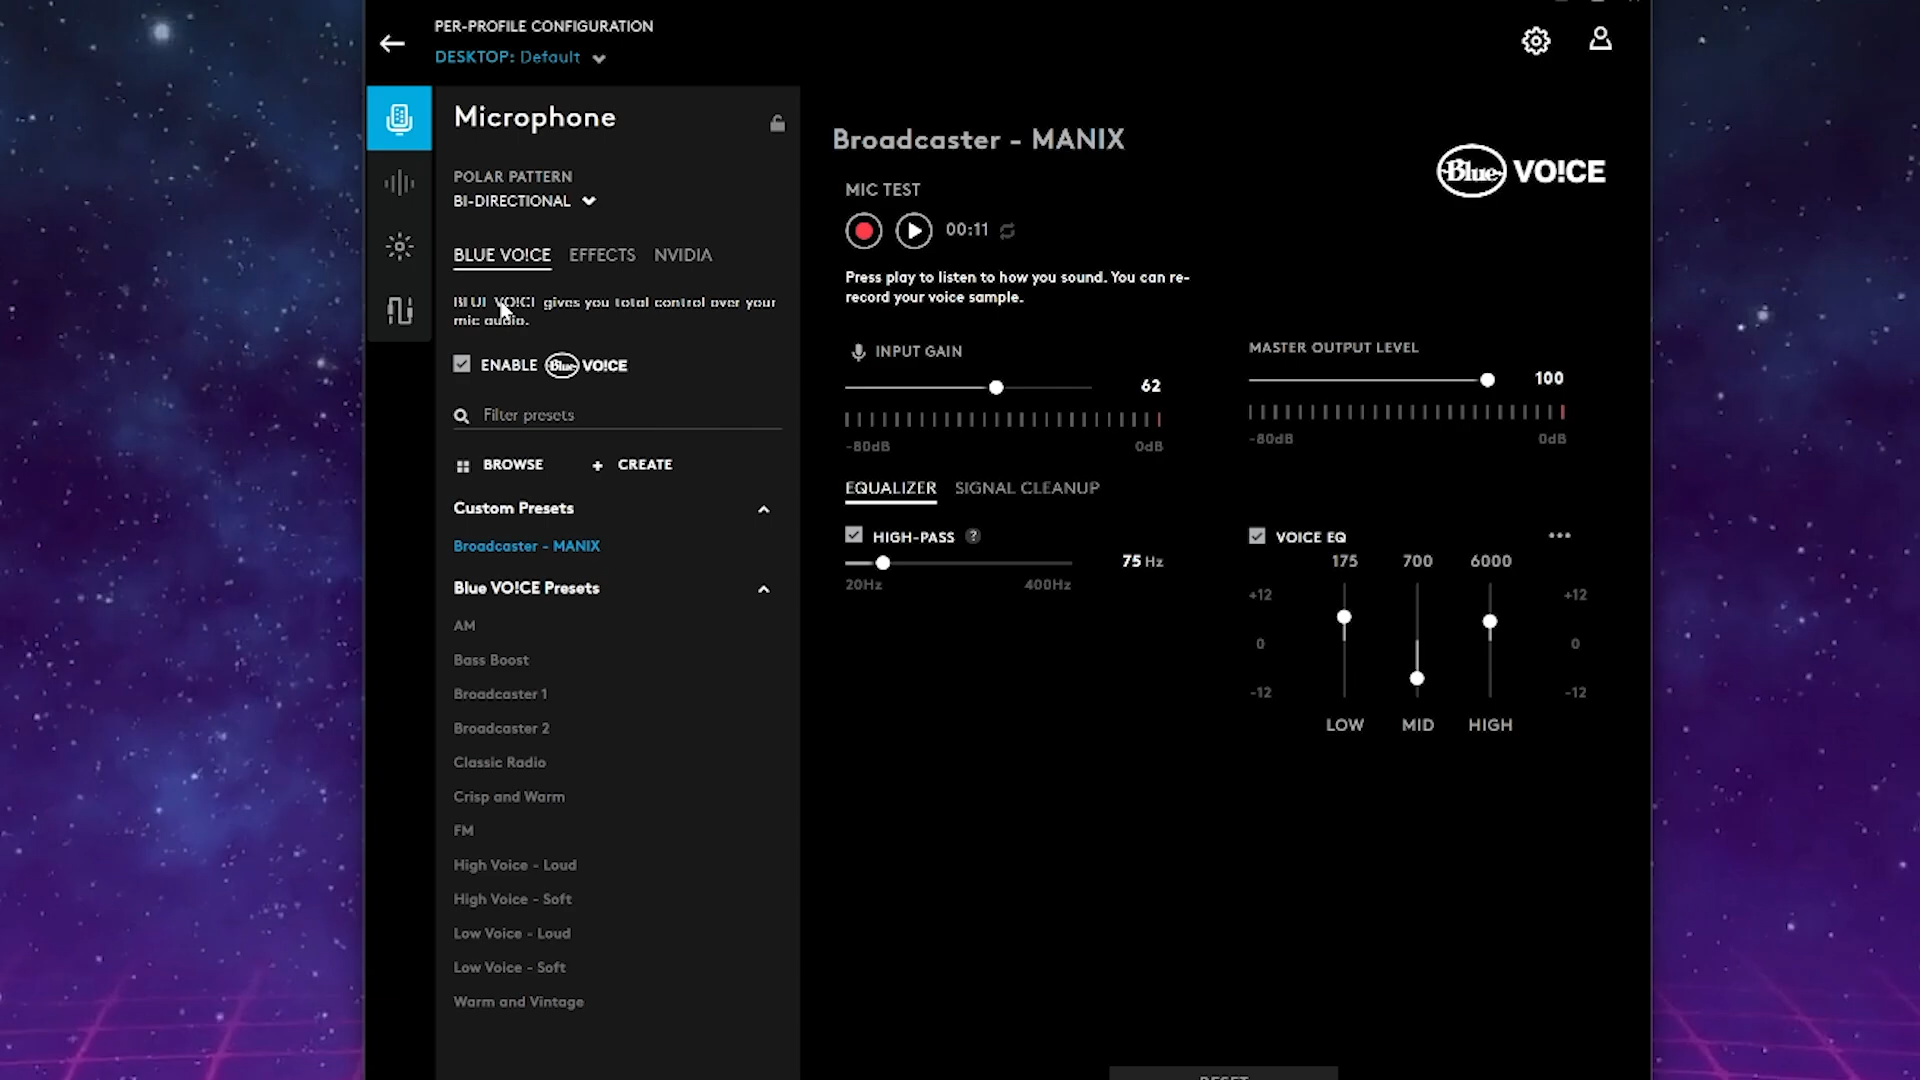 PER-PROFILE CONFIGURATION
DESKTOP: Default
Microphone
POLAR PATTERN
BI-DIRECTIONAL
BLUE VO!CE EFFECTS NVIDIA
BLUE VO!CE gives you total control over your
mic audio.
ENABLE Blue VO!CE
Filter presets
BROWSE + CREATE
Custom Presets
Broadcaster - MANIX
Blue VO!CE Presets
AM
Bass Boost
Broadcaster 1
Broadcaster 2
Classic Radio
Crisp and Warm
FM
High Voice - Loud
High Voice - Soft
Low Voice - Loud
Low Voice - Soft
Warm and Vintage
Broadcaster - MANIX
Blue VO!CE
MIC TEST
00:11
Press play to listen to how you sound. You can re-
record your voice sample.
INPUT GAIN
62
-80dB 0dB
MASTER OUTPUT LEVEL
100
-80dB 0dB
EQUALIZER SIGNAL CLEANUP
HIGH-PASS ?
75 Hz
20Hz 400Hz
VOICE EQ ...
175 700 6000
+12 +12
0 0
-12 -12
LOW MID HIGH
RESET